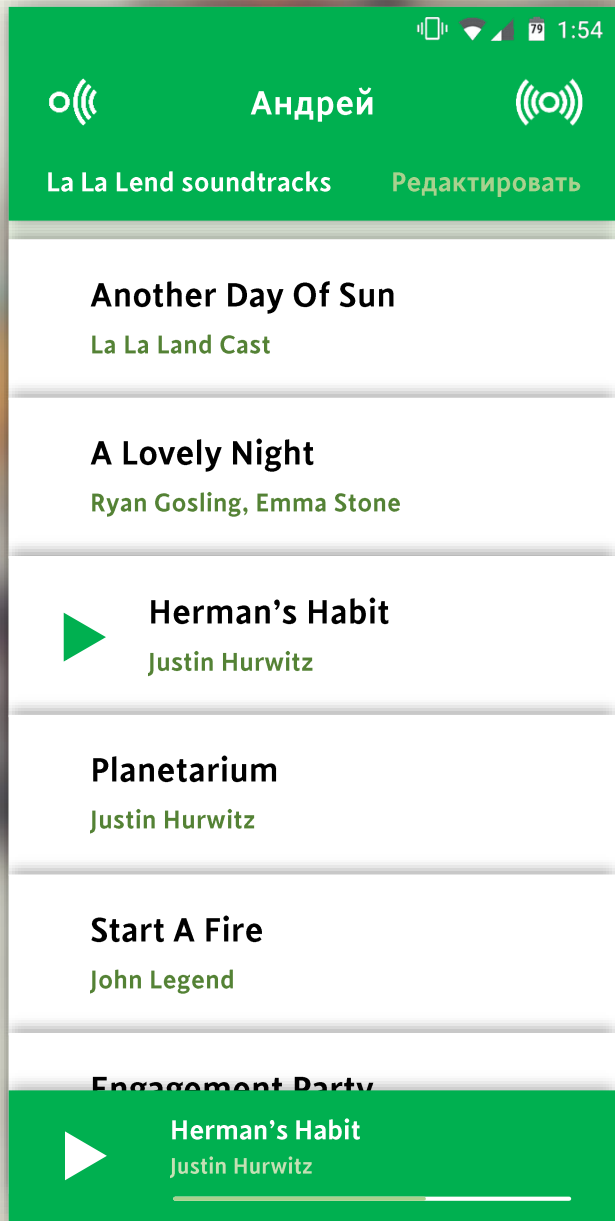 79 1:54
Андрей
La La Lend soundtracks Редактировать
Another Day Of Sun
La La Land Cast
A Lovely Night
Ryan Gosling, Emma Stone
Herman’s Habit
Justin Hurwitz
Planetarium
Justin Hurwitz
Start A Fire
John Legend
Engagement Party
Herman’s Habit
Justin Hurwitz